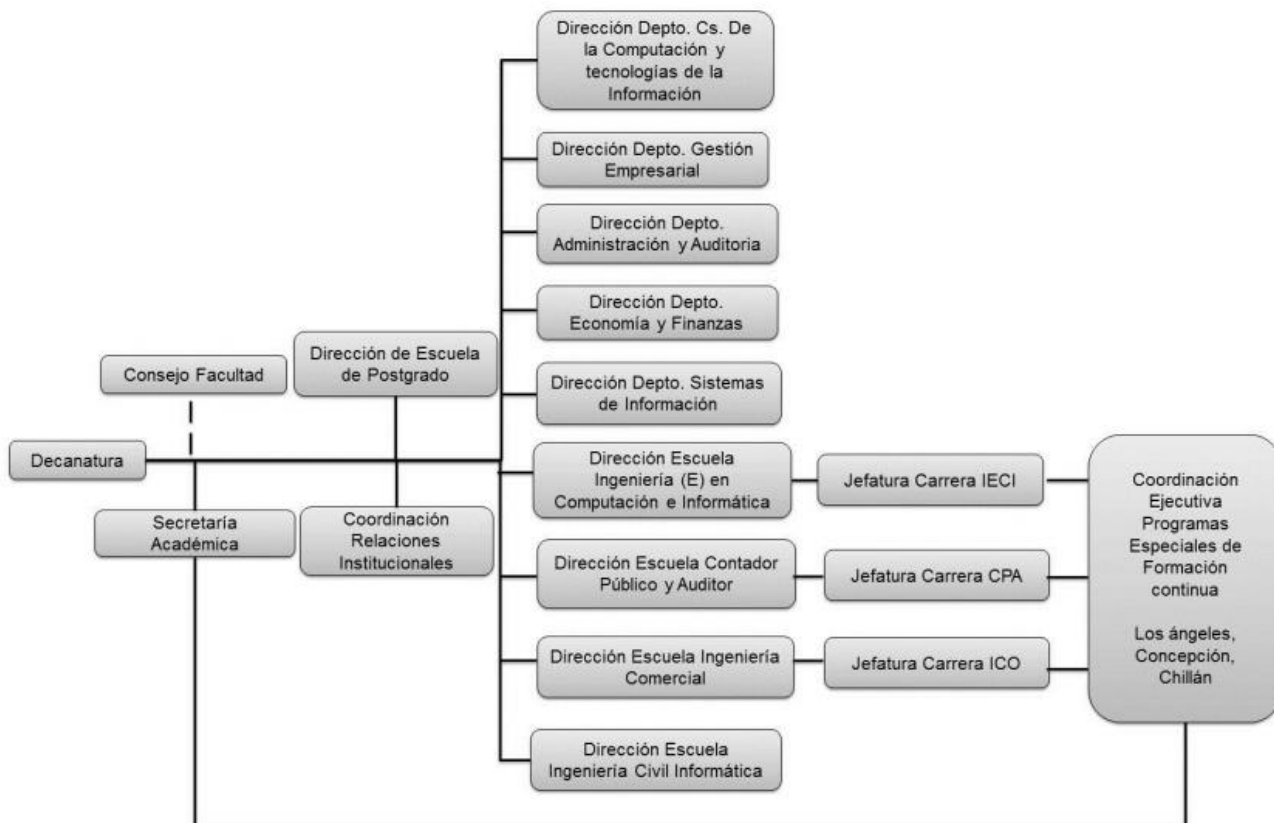 Dirección Depto. Cs. De
la Computación y
tecnologías de la
Información
Dirección Depto. Gestión
Empresarial
Dirección Depto.
Administración y Auditoria
Dirección Depto.
Economía y Finanzas
Dirección Depto. Sistemas
de Información
Consejo Facultad
Dirección de Escuela
de Postgrado
Decanatura
Secretaría
Académica
Coordinación
Relaciones
Institucionales
Dirección Escuela
Ingeniería (E) en
Computación e Informática
Jefatura Carrera IECI
Dirección Escuela Contador
Público y Auditor
Jefatura Carrera CPA
Dirección Escuela Ingeniería
Comercial
Jefatura Carrera ICO
Dirección Escuela
Ingeniería Civil Informática
Coordinación
Ejecutiva
Programas
Especiales de
Formación
continua
Los ángeles,
Concepción,
Chillán